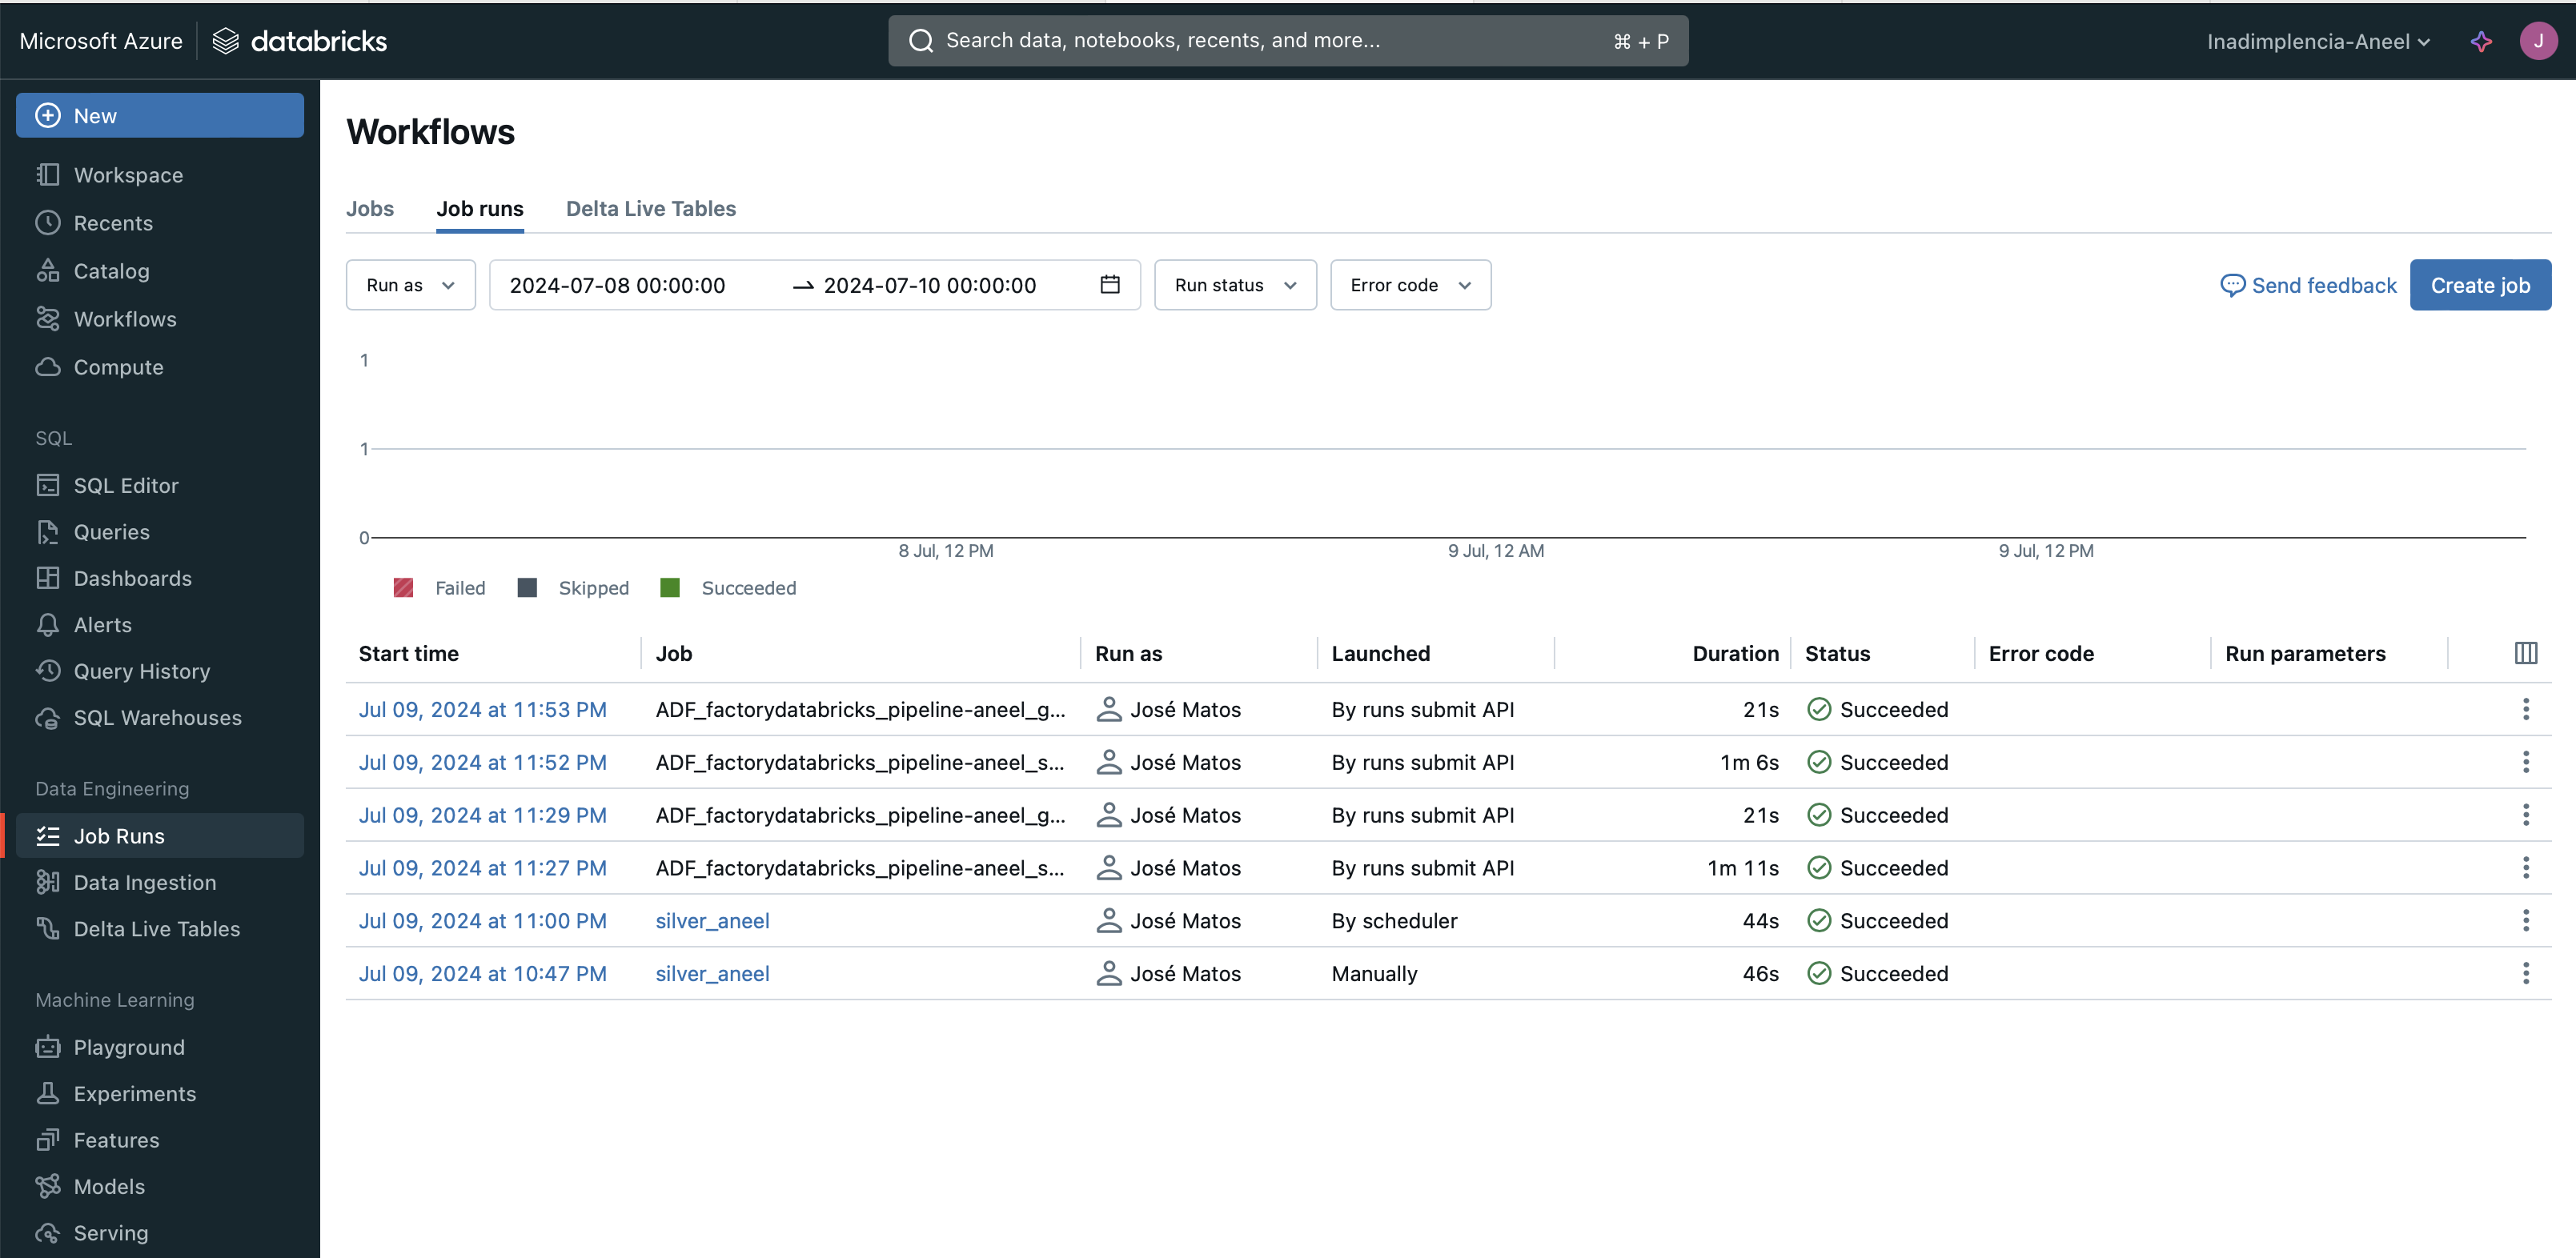 Microsoft Azure databricks Search data, notebooks, recents, and more... ⌘ + P Inadimplencia-Aneel J
New
Workspace
Recents
Catalog
Workflows
Compute
SQL
SQL Editor
Queries
Dashboards
Alerts
Query History
SQL Warehouses
Data Engineering
Job Runs
Data Ingestion
Delta Live Tables
Machine Learning
Playground
Experiments
Features
Models
Serving
Workflows
Jobs Job runs Delta Live Tables
Run as 2024-07-08 00:00:00 → 2024-07-10 00:00:00 Run status Error code Send feedback Create job
1
1
0
8 Jul, 12 PM 9 Jul, 12 AM 9 Jul, 12 PM
Failed Skipped Succeeded
Start time Job Run as Launched Duration Status Error code Run parameters
Jul 09, 2024 at 11:53 PM ADF_factorydatabricks_pipeline-aneel_g... José Matos By runs submit API 21s Succeeded
Jul 09, 2024 at 11:52 PM ADF_factorydatabricks_pipeline-aneel_s... José Matos By runs submit API 1m 6s Succeeded
Jul 09, 2024 at 11:29 PM ADF_factorydatabricks_pipeline-aneel_g... José Matos By runs submit API 21s Succeeded
Jul 09, 2024 at 11:27 PM ADF_factorydatabricks_pipeline-aneel_s... José Matos By runs submit API 1m 11s Succeeded
Jul 09, 2024 at 11:00 PM silver_aneel José Matos By scheduler 44s Succeeded
Jul 09, 2024 at 10:47 PM silver_aneel José Matos Manually 46s Succeeded